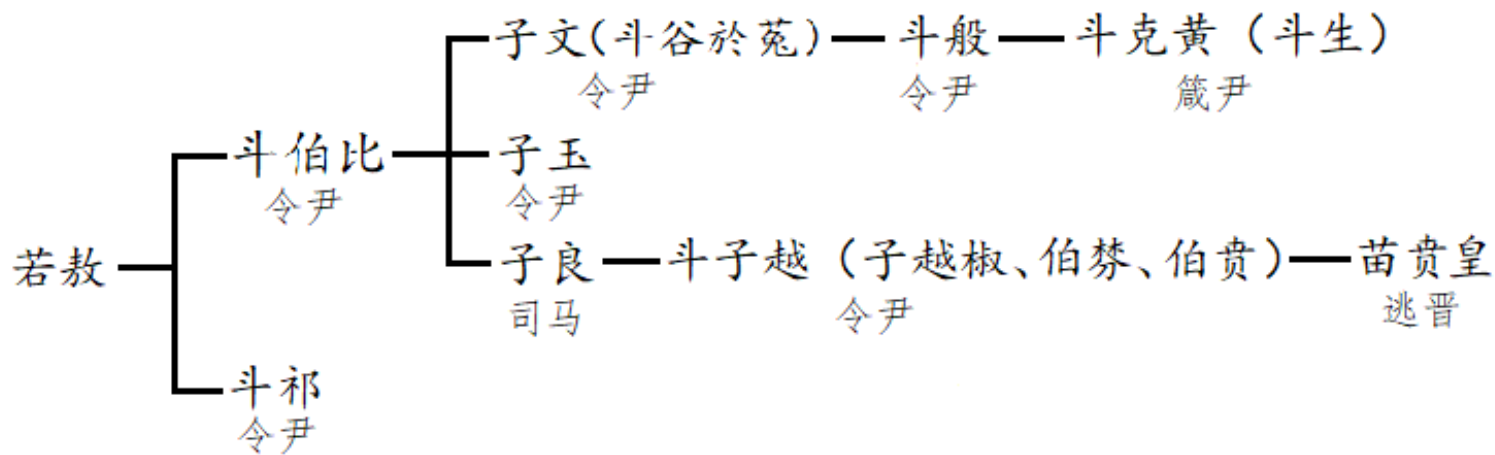 子文(斗谷於菟)
斗般
斗克黄（斗生）
令尹
令尹
箴尹
斗伯比
子玉
令尹
令尹
若敖
子良
斗子越（子越椒、伯棼、伯贲）
苗贲皇
司马
令尹
逃晋
斗祁
令尹